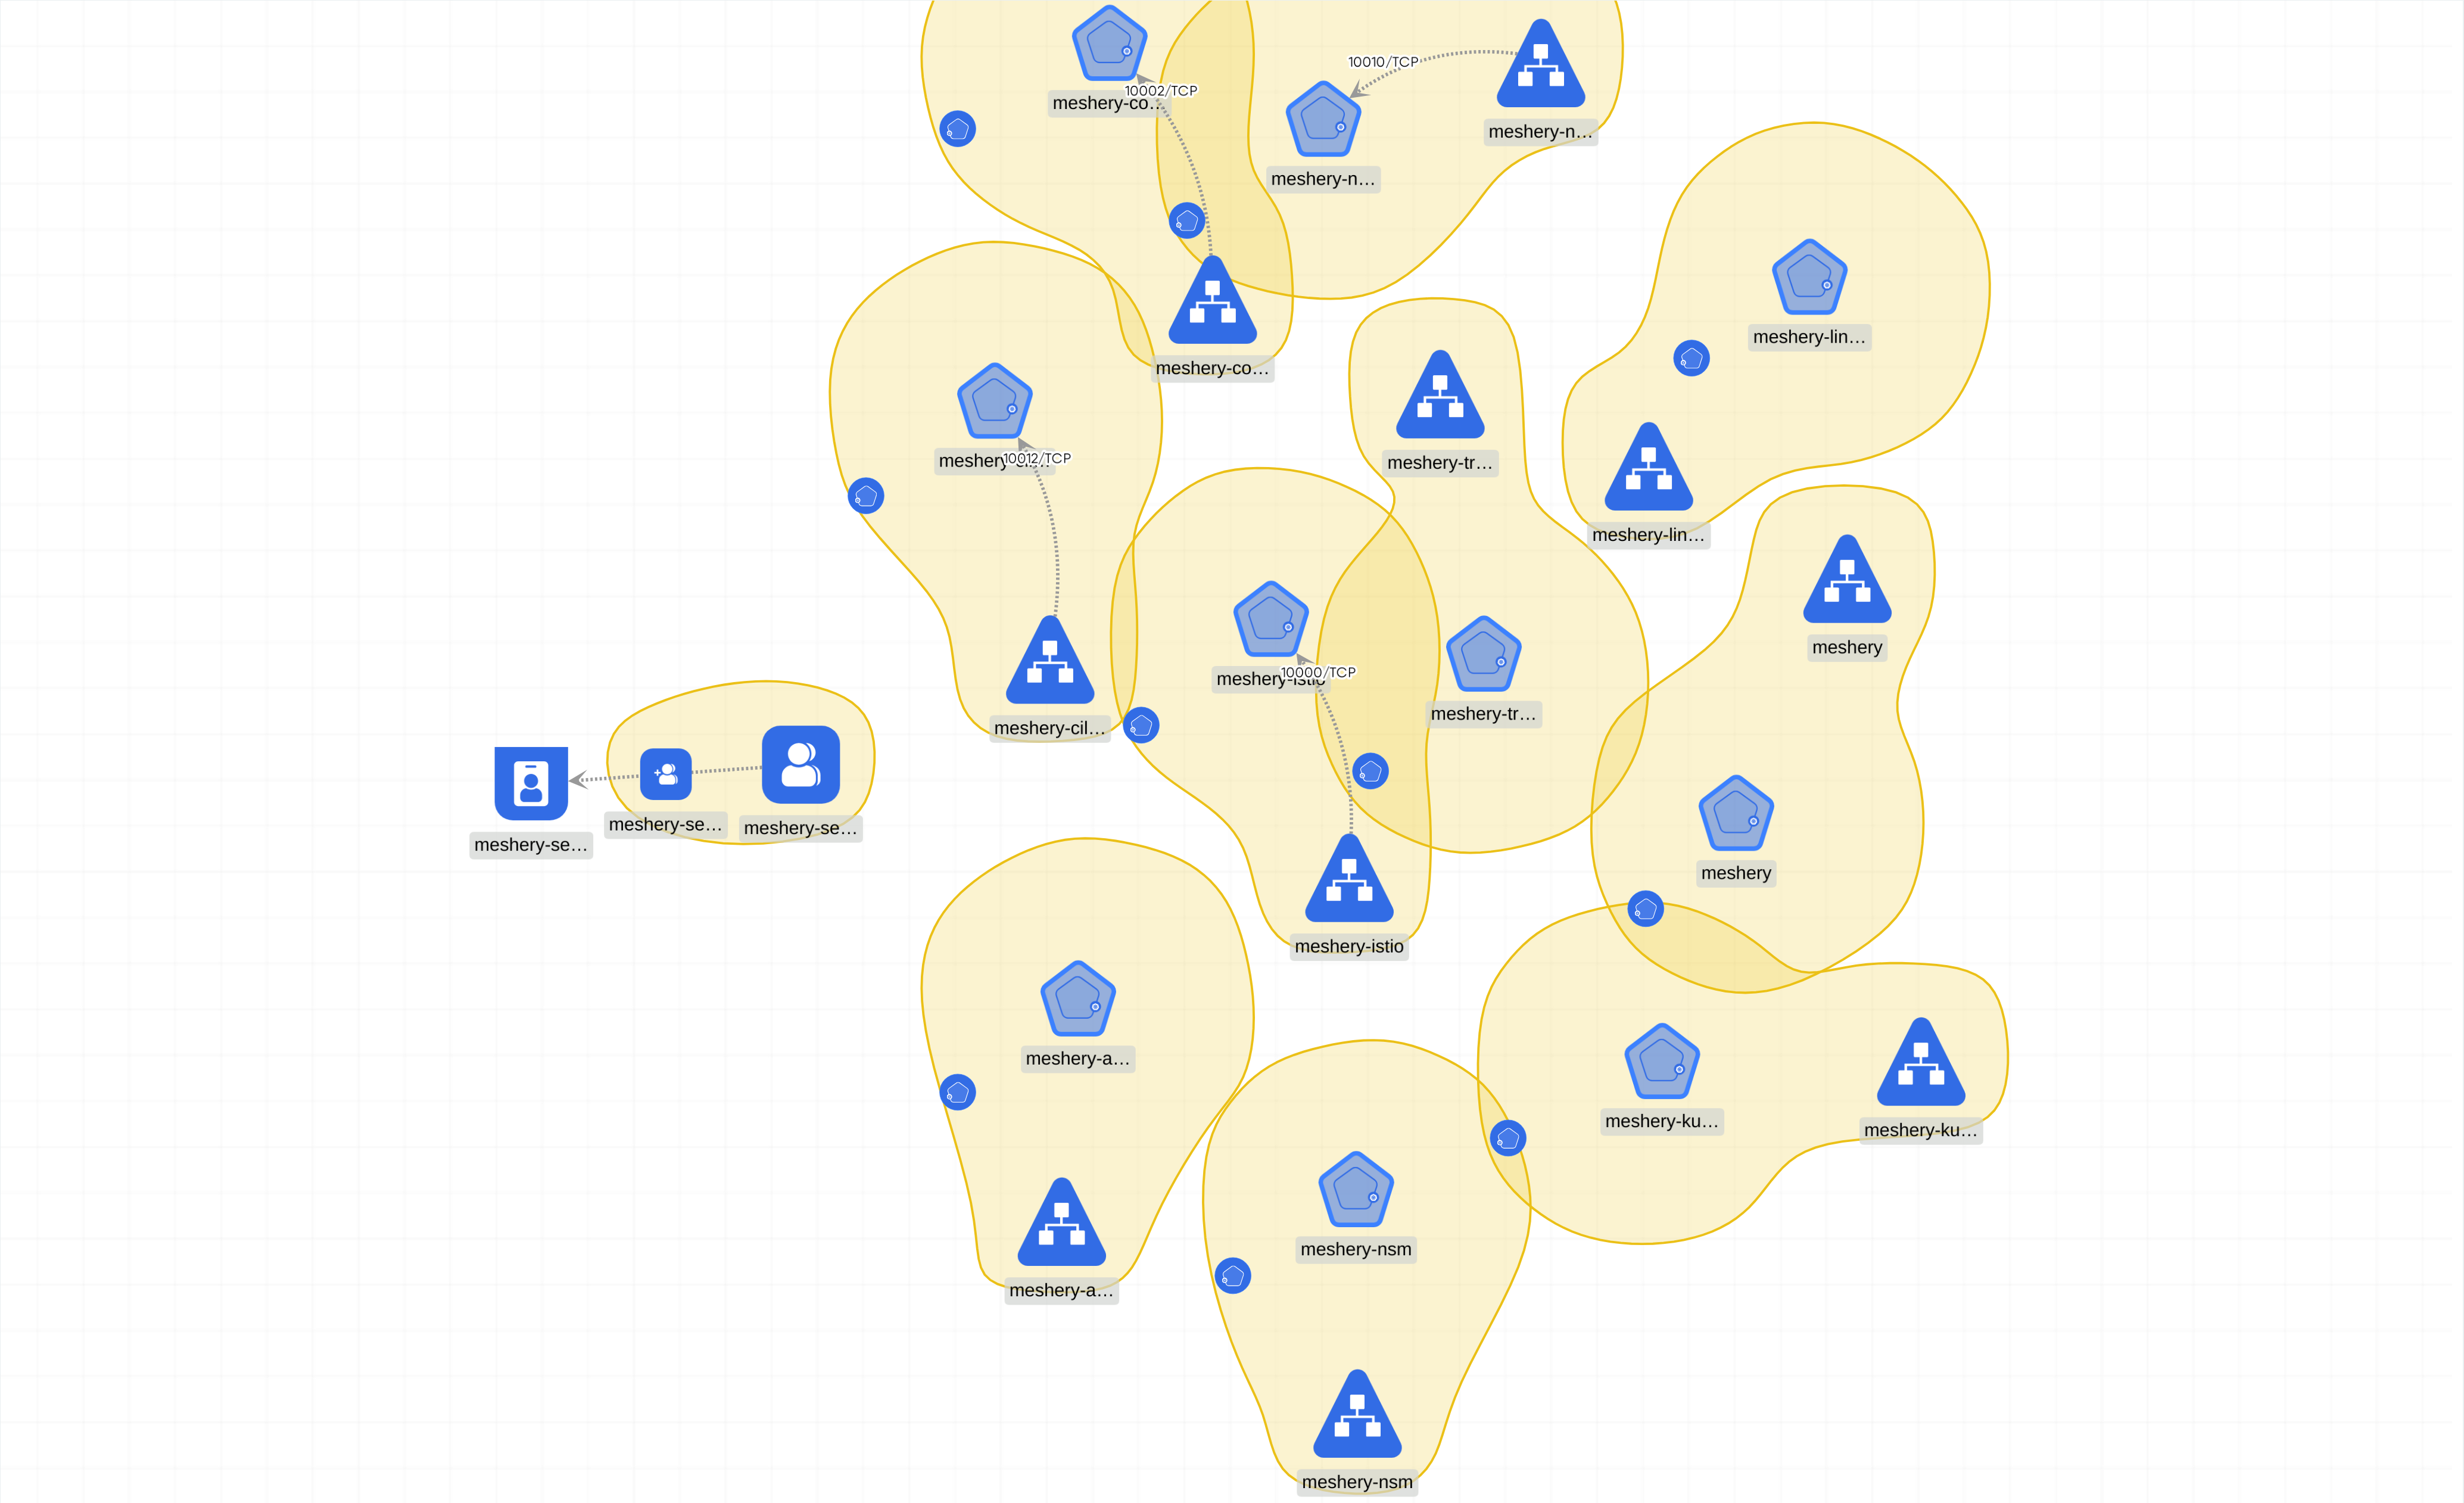 meshery-co…
10002/TCP
10010/TCP
meshery-n…
meshery-n…
meshery-lin…
meshery-co…
meshery-tr…
10012/TCP
meshery-lin…
meshery
meshery-istio
10000/TCP
meshery-tr…
meshery-cil…
meshery-se…
meshery-se…
meshery-se…
meshery
meshery-istio
meshery-a…
meshery-ku…
meshery-ku…
meshery-nsm
meshery-a…
meshery-nsm